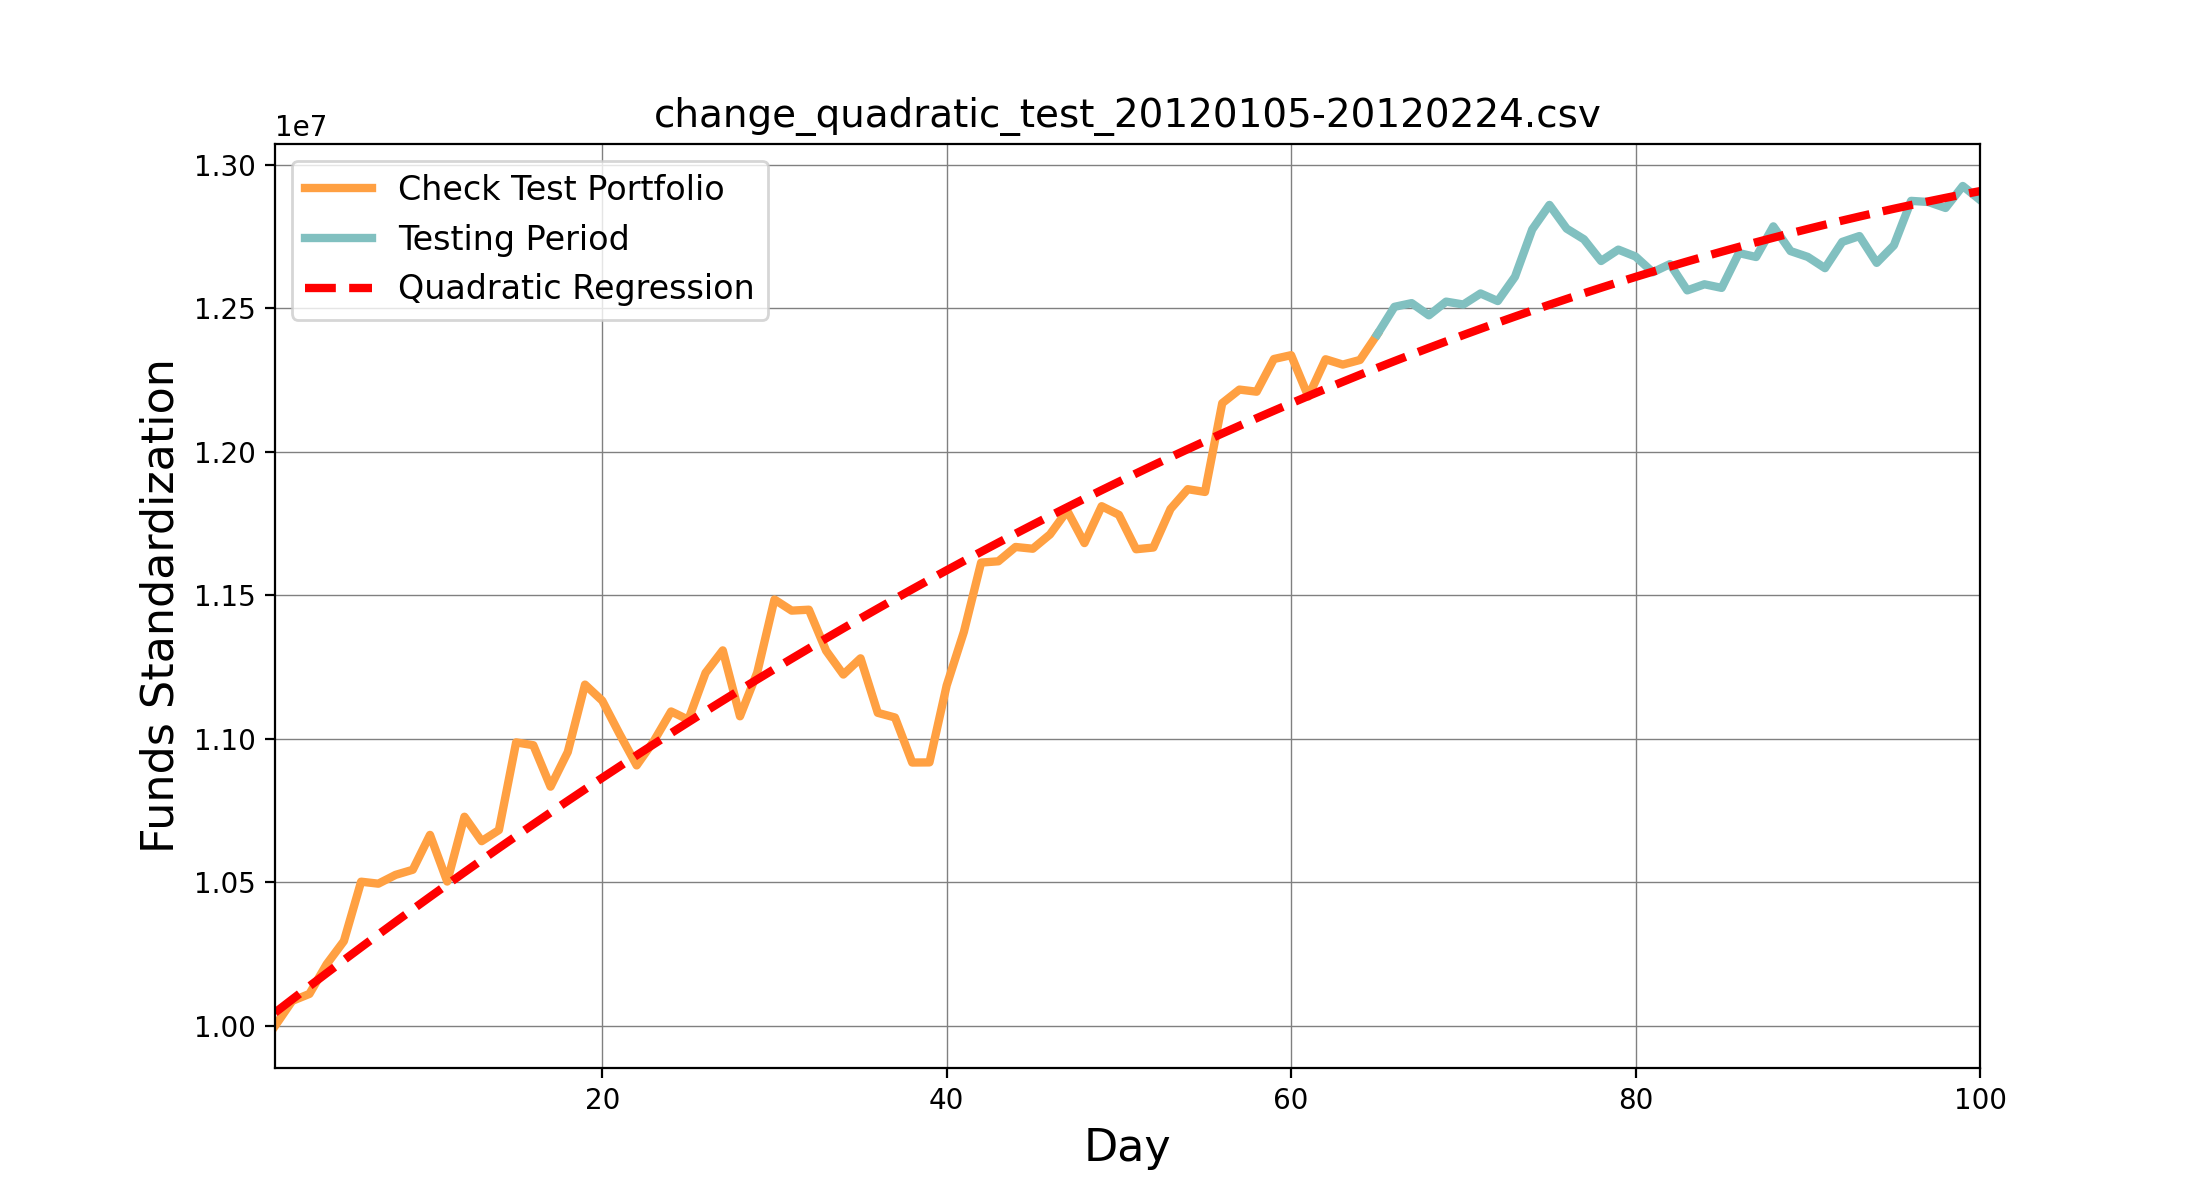 change_quadratic_test_20120105-20120224.csv
1e7
Check Test Portfolio
Testing Period
Quadratic Regression
Funds Standardization
1.30
1.25
1.20
1.15
1.10
1.05
1.00
20 40 60 80 100
Day